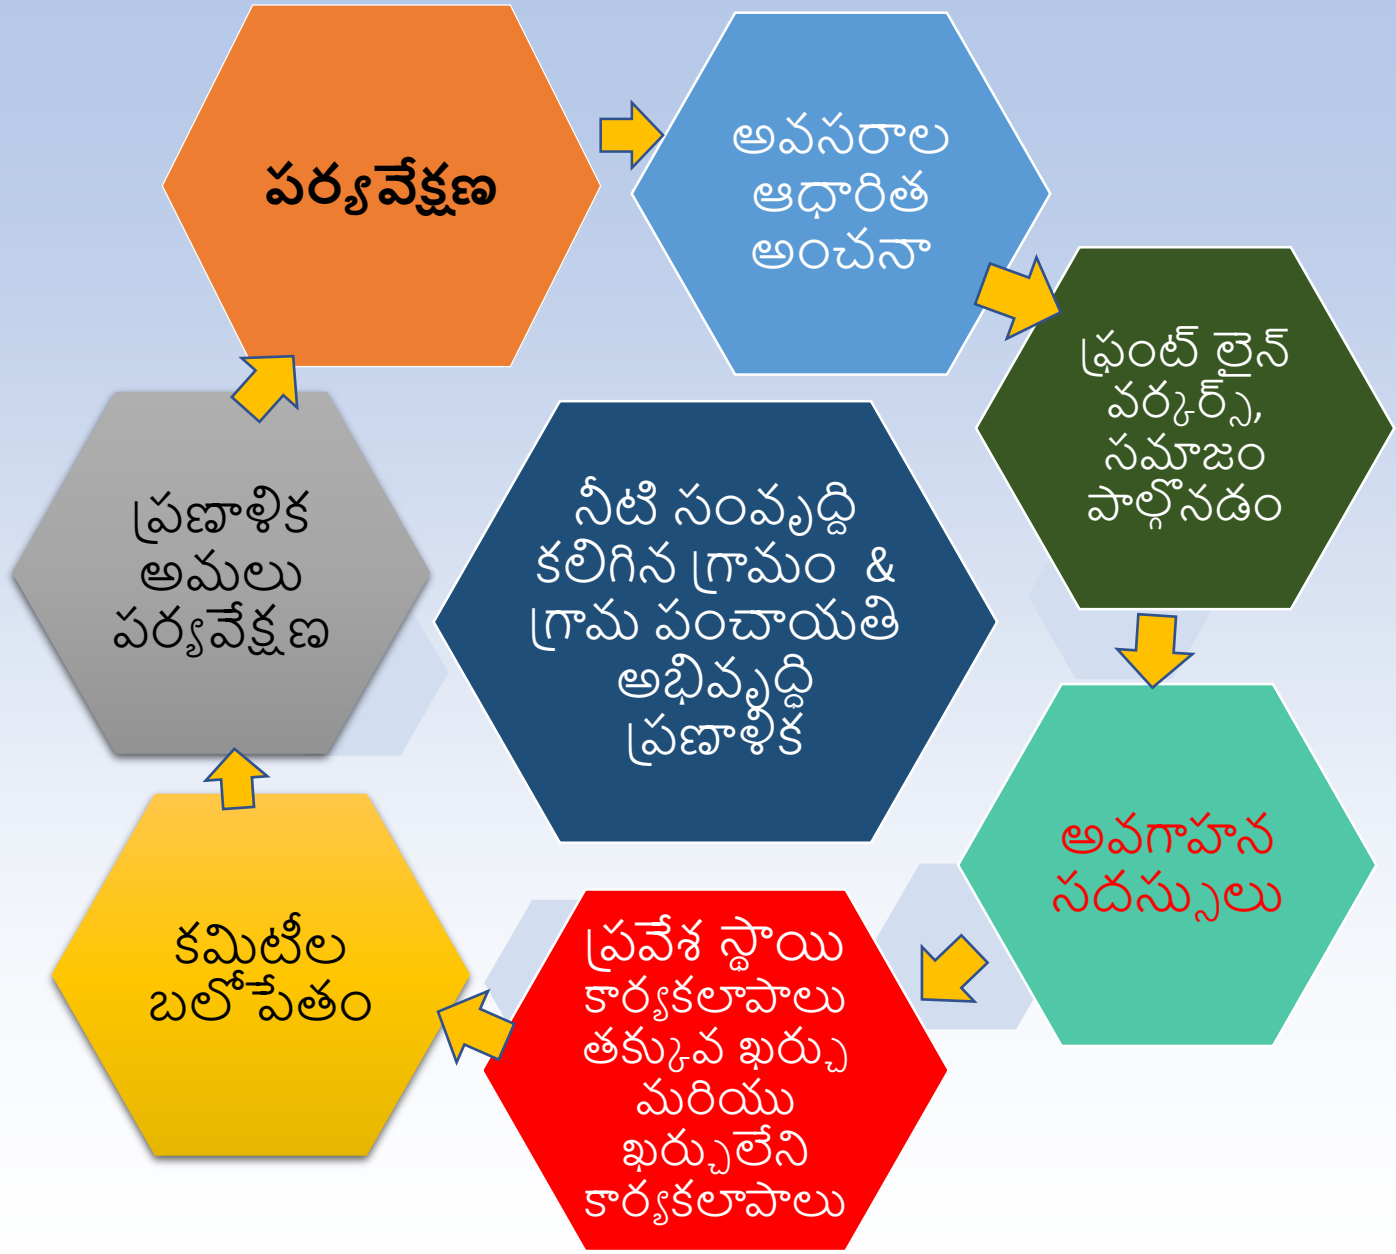 పర్యవేక్షణ
అవసరాల
ఆధారిత
అంచనా
ఫ్రంట్ లైన్
వర్కర్స్,
సమాజం
పాల్గొనడం
అవగాహన
సదస్సులు
ప్రవేశ స్థాయి
కార్యకలాపాలు
తక్కువ ఖర్చు
మరియు
ఖర్చులేని
కార్యకలాపాలు
కమిటీల
బలోపేతం
ప్రణాళిక
అమలు
పర్యవేక్షణ
నీటి సంవృద్ది
కలిగిన గ్రామం &
గ్రామ పంచాయతి
అభివృద్ధి
ప్రణాళిక